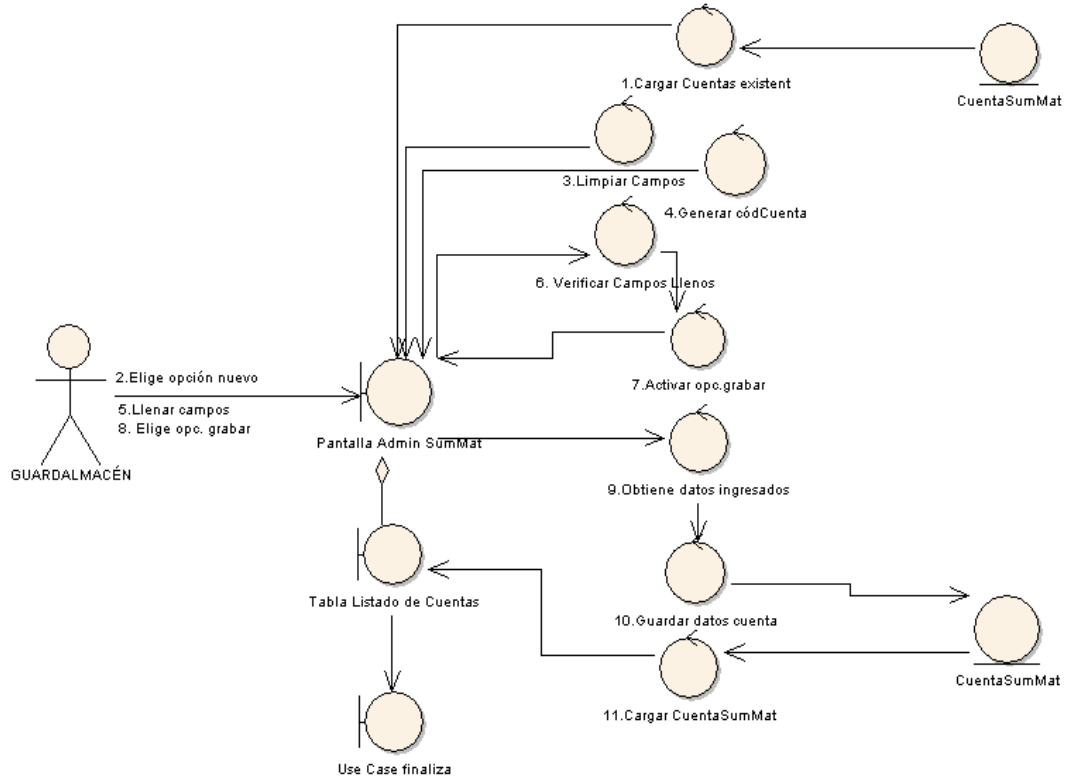 1.Cargar Cuentas existent
CuentaSumMat
3.Limpiar Campos
4.Generar códCuenta
6. Verificar Campos Llenos
2.Elige opción nuevo
5.Llenar campos
8. Elige opc. grabar
GUARDALMACÉN
7.Activar opc.grabar
Pantalla Admin SumMat
9.Obtiene datos ingresados
Tabla Listado de Cuentas
10.Guardar datos cuenta
CuentaSumMat
11.Cargar CuentaSumMat
Use Case finaliza